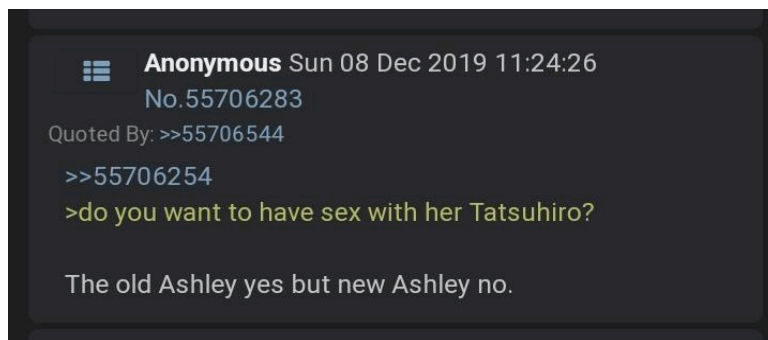 Anonymous Sun 08 Dec 2019 11:24:26
No.55706283
Quoted By: >>55706544
>>55706254
>do you want to have sex with her Tatsuhiro?
The old Ashley yes but new Ashley no.